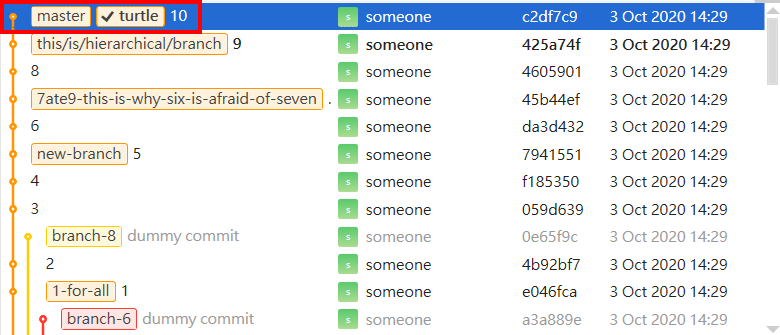 master ✔ turtle 10 s someone c2df7c9 3 Oct 2020 14:29
this/is/hierarchical/branch 9 s someone 425a74f 3 Oct 2020 14:29
8 s someone 4605901 3 Oct 2020 14:29
7ate9-this-is-why-six-is-afraid-of-seven . s someone 45b44ef 3 Oct 2020 14:29
6 s someone da3d432 3 Oct 2020 14:29
new-branch 5 s someone 7941551 3 Oct 2020 14:29
4 s someone f185350 3 Oct 2020 14:29
3 s someone 059d639 3 Oct 2020 14:29
branch-8 dummy commit s someone 0e65f9c 3 Oct 2020 14:29
2 s someone 4b92bf7 3 Oct 2020 14:29
1-for-all 1 s someone e046fca 3 Oct 2020 14:29
branch-6 dummy commit s someone a3a889e 3 Oct 2020 14:29